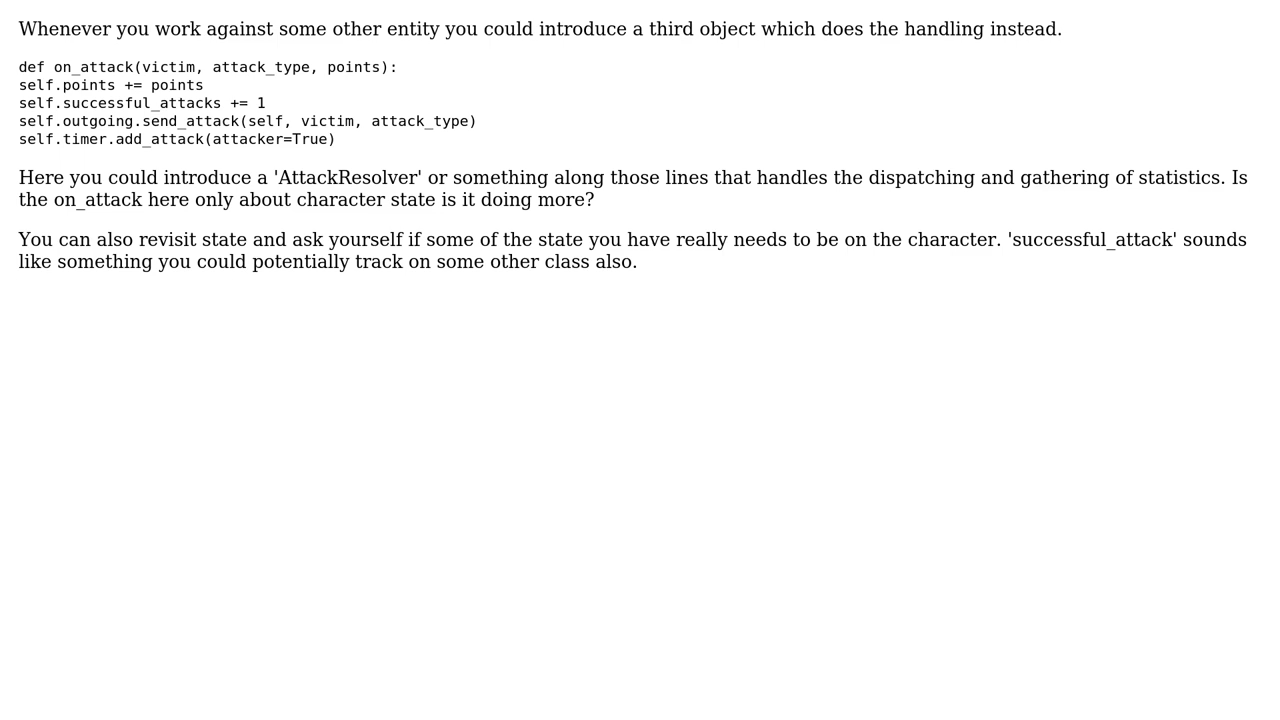 Whenever you work against some other entity you could introduce a third object which does the handling instead.
def on_attack(victim, attack_type, points):
self.points += points
self.successful_attacks += 1
self.outgoing.send_attack(self, victim, attack_type)
self.timer.add_attack(attacker=True)
Here you could introduce a 'AttackResolver' or something along those lines that handles the dispatching and gathering of statistics. Is
the on_attack here only about character state is it doing more?
You can also revisit state and ask yourself if some of the state you have really needs to be on the character. 'successful_attack' sounds
like something you could potentially track on some other class also.